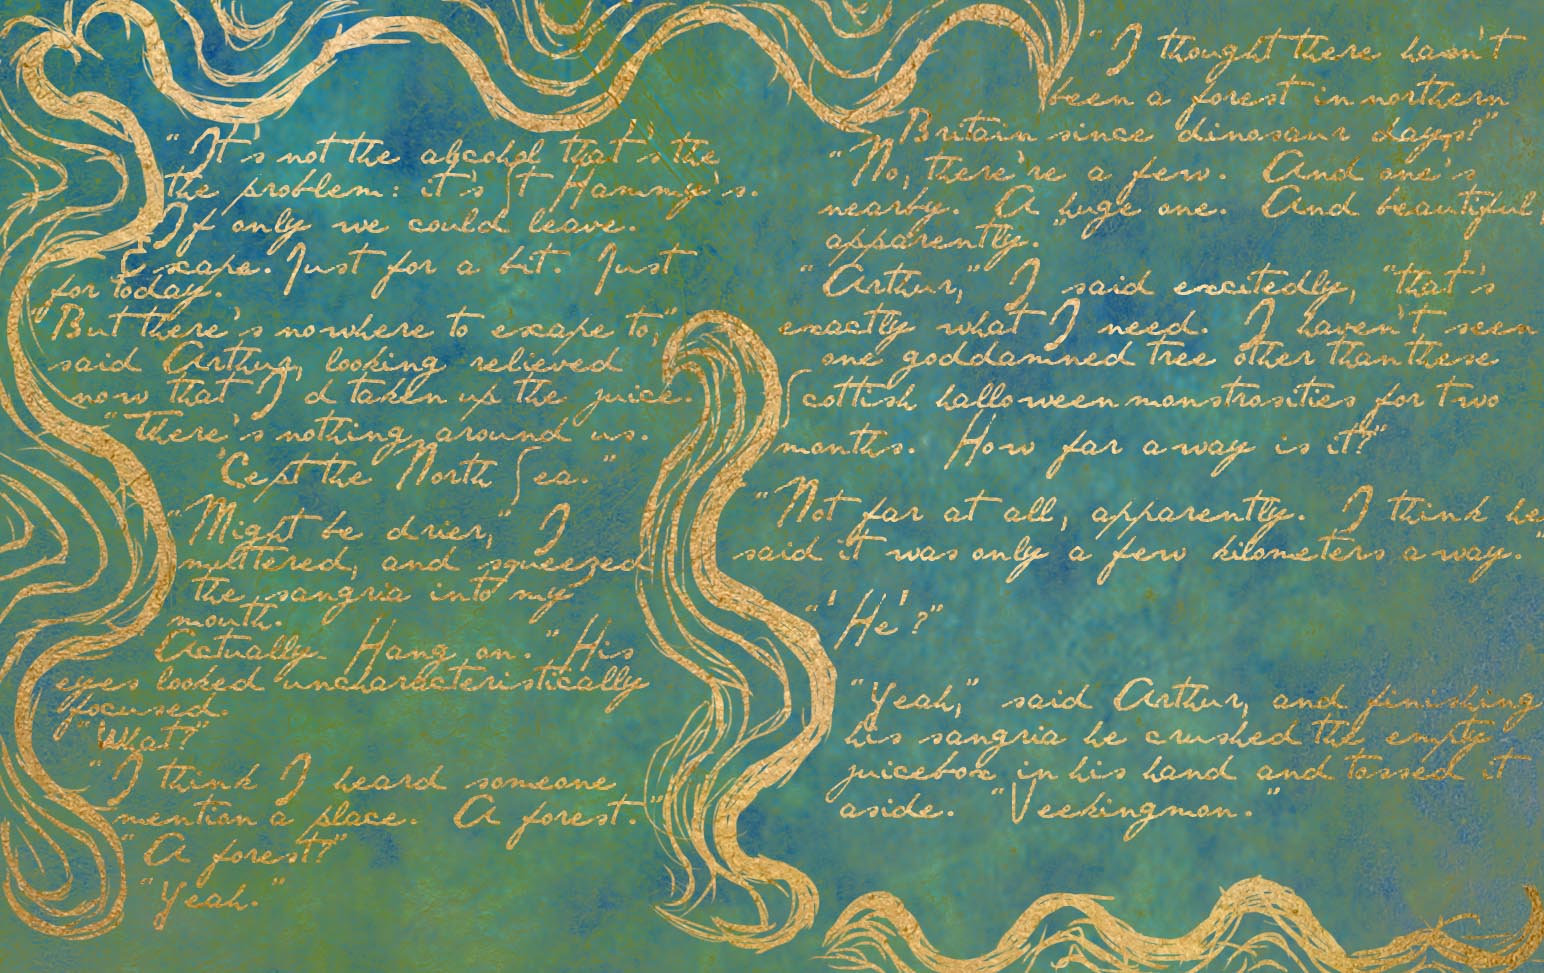 "It's not the alcohol that's the
the problem: it's St Hammy's.
If only we could leave.
Escape. Just for a bit. Just
for today.
"But there's nowhere to escape to,"
said Arthur, looking relieved
now that I'd taken up the juice.
"There's nothing around us.
'Cept the North Sea."
"Might be drier," I
muttered, and squeezed
the sangria into my
mouth.
"Actually. Hang on." His
eyes looked uncharacteristically
focused.
"What?"
"I think I heard someone
mention a place. A forest."
"A forest?"
"Yeah."
"I thought there hasn't
been a forest in northern
Britain since dinosaur days?"
"No, there're a few. And one's
nearby. A huge one. And beautiful,
apparently."
"Arthur," I said excitedly, "that's
exactly what I need. I haven't seen
one goddamned tree other than these
Scottish halloween monstrosities for two
months. How far away is it?"
"Not far at all, apparently. I think he
said it was only a few kilometers away."
"'He'?"
"Yeah," said Arthur, and finishing
his sangria he crushed the empty
juicebox in his hand and tossed it
aside. "Veekingmon."